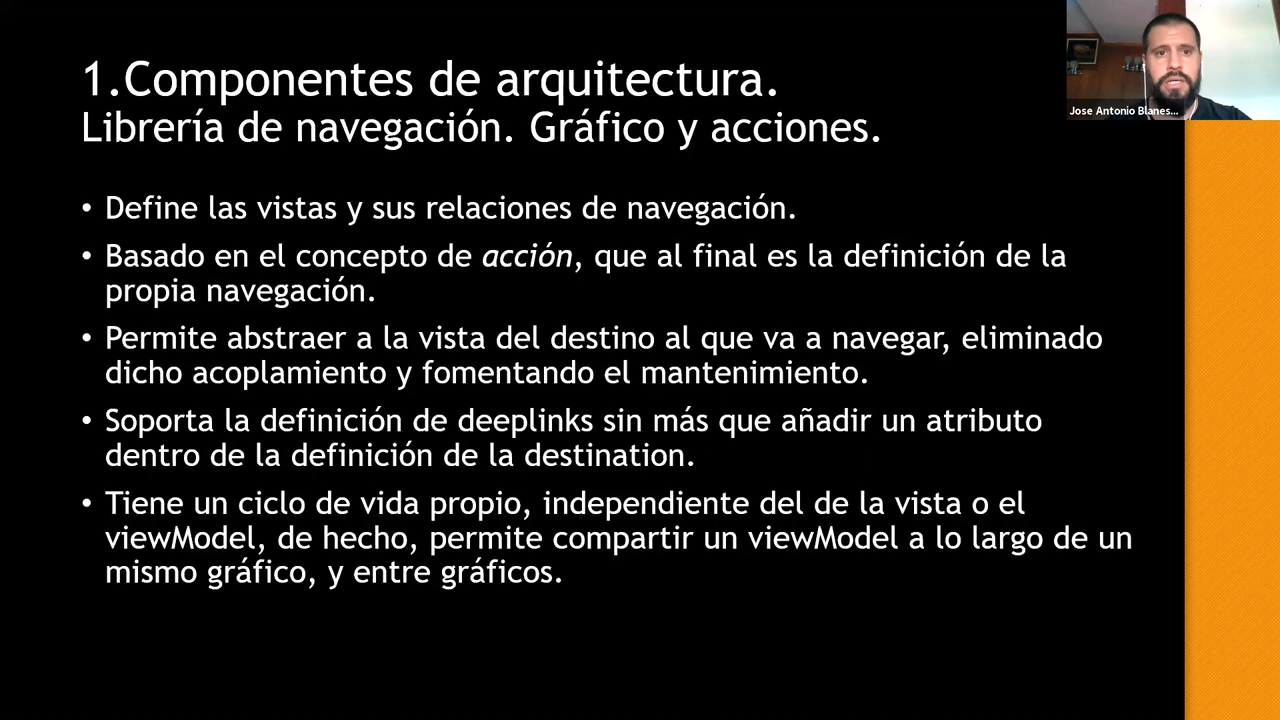 1.Componentes de arquitectura.
Librería de navegación. Gráfico y acciones.
Jose Antonio Blanes...
• Define las vistas y sus relaciones de navegación.
• Basado en el concepto de acción, que al final es la definición de la
propia navegación.
• Permite abstraer a la vista del destino al que va a navegar, eliminado
dicho acoplamiento y fomentando el mantenimiento.
• Soporta la definición de deeplinks sin más que añadir un atributo
dentro de la definición de la destination.
• Tiene un ciclo de vida propio, independiente del de la vista o el
viewModel, de hecho, permite compartir un viewModel a lo largo de un
mismo gráfico, y entre gráficos.